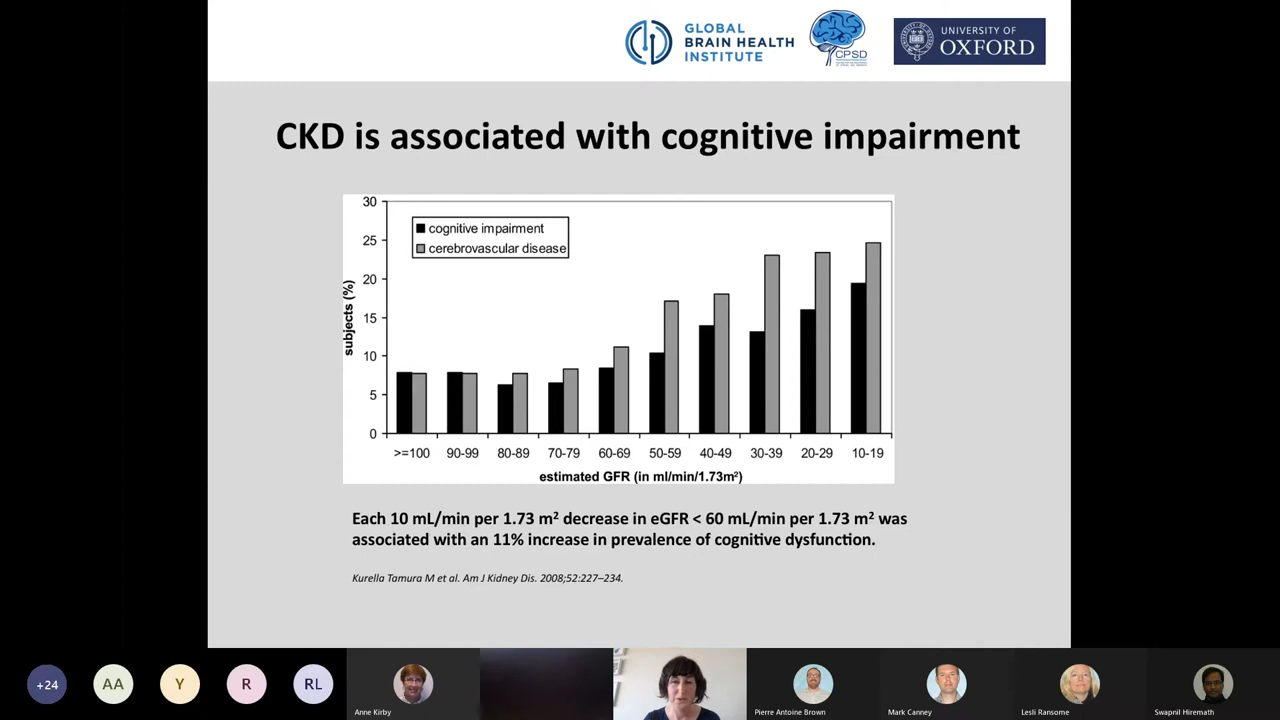 GLOBAL
BRAIN HEALTH
INSTITUTE
CPSD
UNIVERSITY OF
OXFORD
CKD is associated with cognitive impairment
30
25
20
15
10
5
0
subjects (%)
cognitive impairment
cerebrovascular disease
>=100 90-99 80-89 70-79 60-69 50-59 40-49 30-39 20-29 10-19
estimated GFR (in ml/min/1.73m²)
Each 10 mL/min per 1.73 m² decrease in eGFR < 60 mL/min per 1.73 m² was
associated with an 11% increase in prevalence of cognitive dysfunction.
Kurella Tamura M et al. Am J Kidney Dis. 2008;52:227–234.
+24 AA Y R RL
Anne Kirby
Pierre Antoine Brown
Mark Canney
Lesli Ransome
Swapnil Hiremath